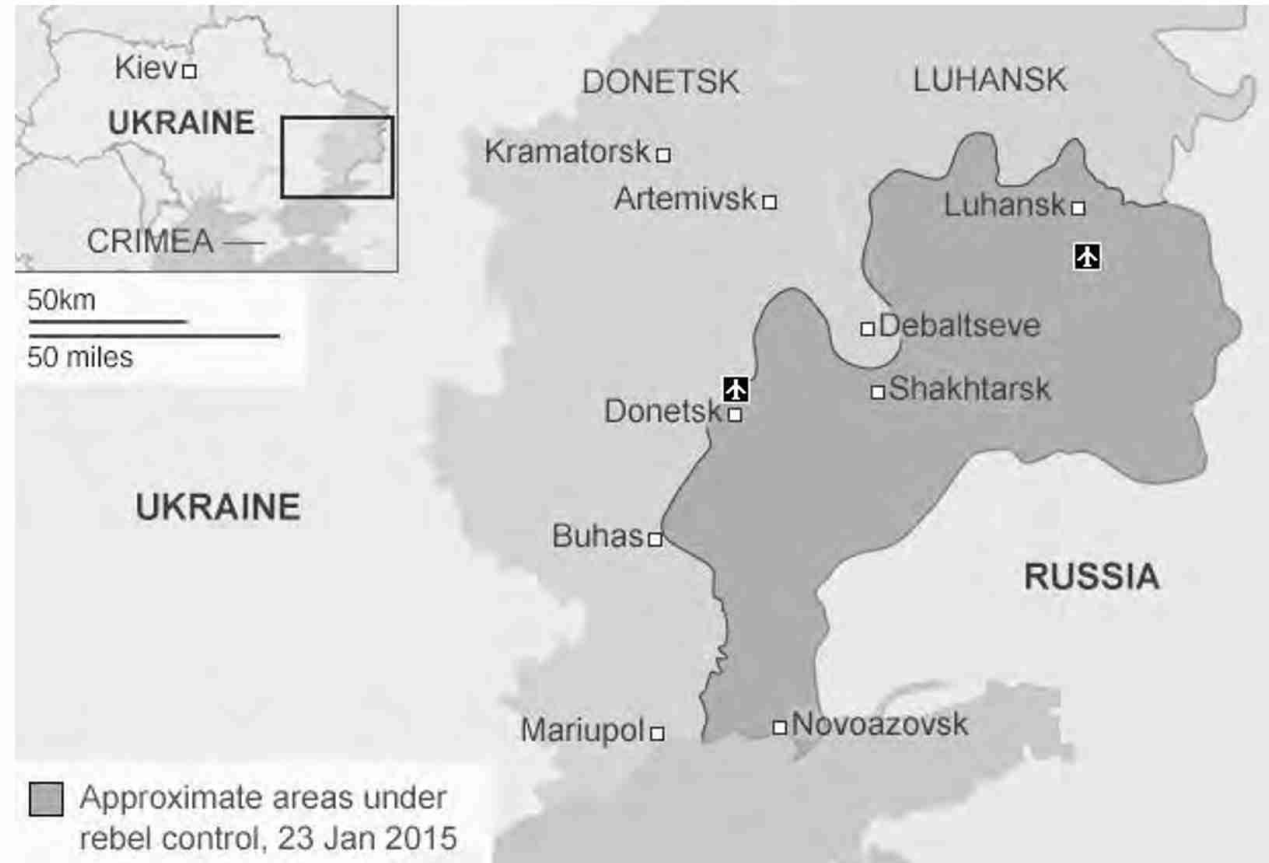 Kiev
UKRAINE
CRIMEA
50km
50 miles
DONETSK
LUHANSK
Kramatorsk
Artemivsk
Luhansk
Debaltseve
Shakhtarsk
Donetsk
UKRAINE
Buhas
RUSSIA
Mariupol
Novoazovsk
Approximate areas under
rebel control, 23 Jan 2015